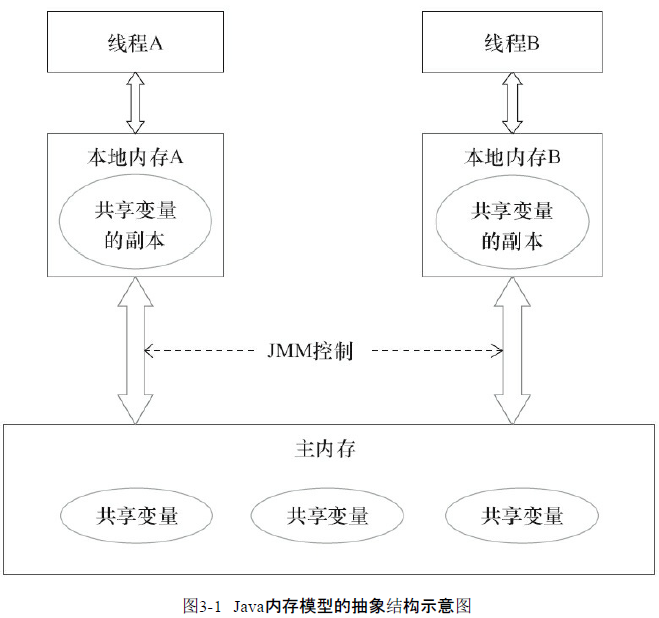 线程A
线程B
本地内存A
本地内存B
共享变量
的副本
共享变量
的副本
JMM控制
主内存
共享变量
共享变量
共享变量
图3-1 Java内存模型的抽象结构示意图